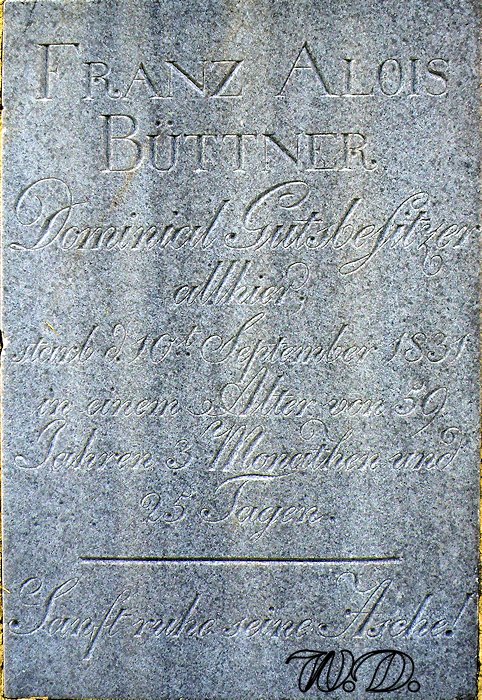 FRANZ ALOIS
BÜTTNER
Dominical Gutsbesitzer
allhier,
starb d. 10t. September 1831
in einem Alter von 59
Jahren 3 Monathen und
25 Tagen
Sanft ruhe seine Asche!
W.D.